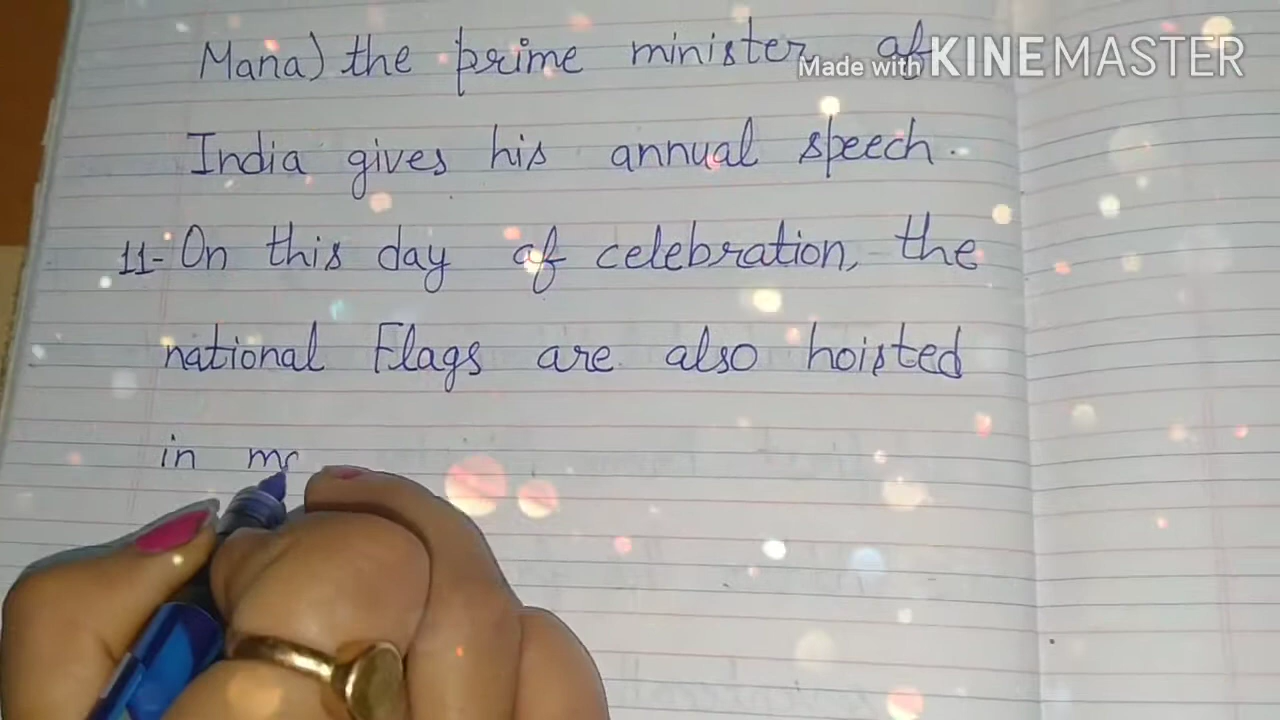 Mana) the prime minister of
Made with KINEMASTER
India gives his annual speech.
11- On this day of celebration, the
national Flags are also hoisted
in